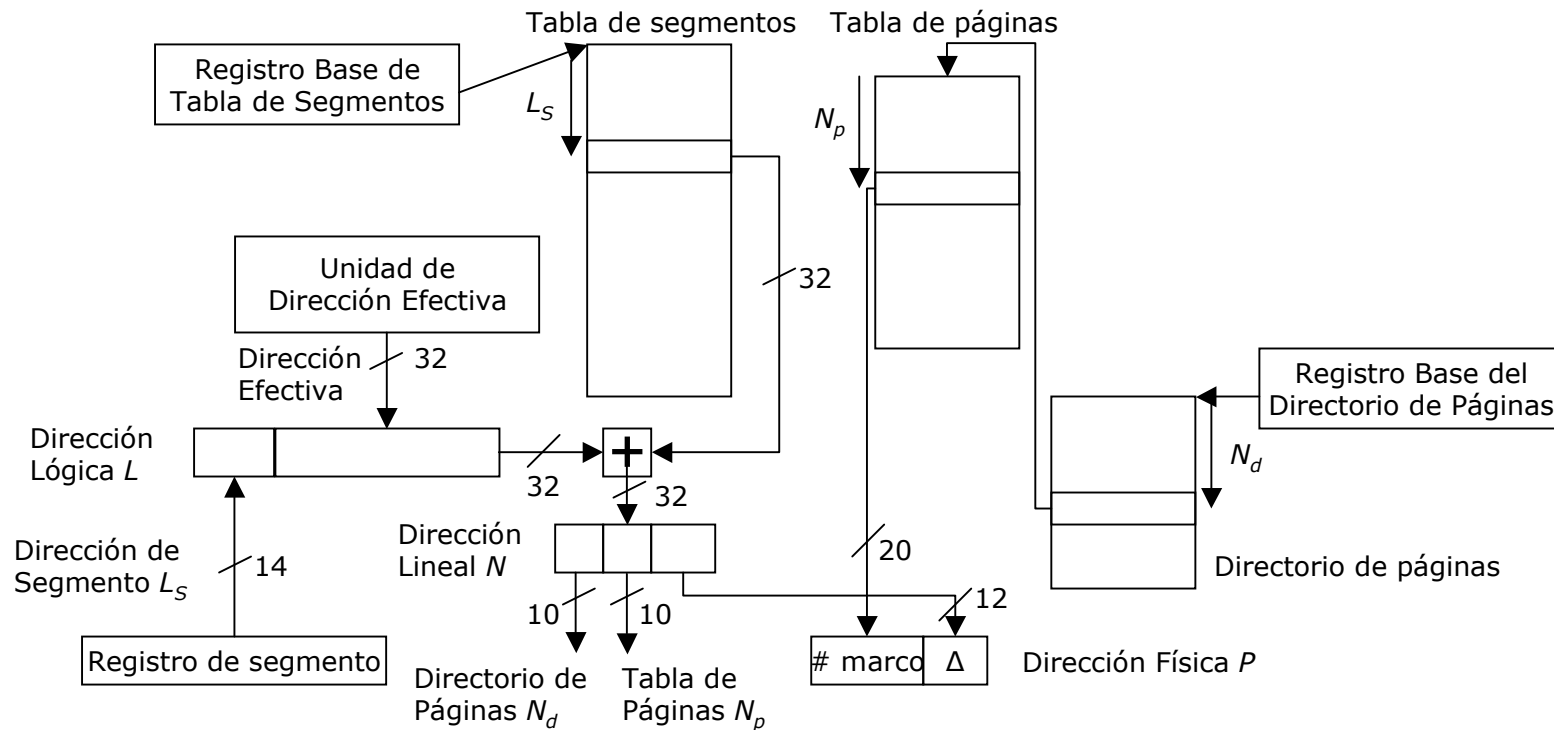 Tabla de segmentos
Tabla de páginas
Registro Base de
Tabla de Segmentos
L_S
N_p
Unidad de
Dirección Efectiva
32
Dirección
Efectiva
32
Registro Base del
Directorio de Páginas
N_d
Dirección
Lógica L
+
32
32
Dirección de
Segmento L_S
14
Dirección
Lineal N
20
Directorio de páginas
10
10
12
Registro de segmento
# marco
Δ
Dirección Física P
Directorio de
Páginas N_d
Tabla de
Páginas N_p